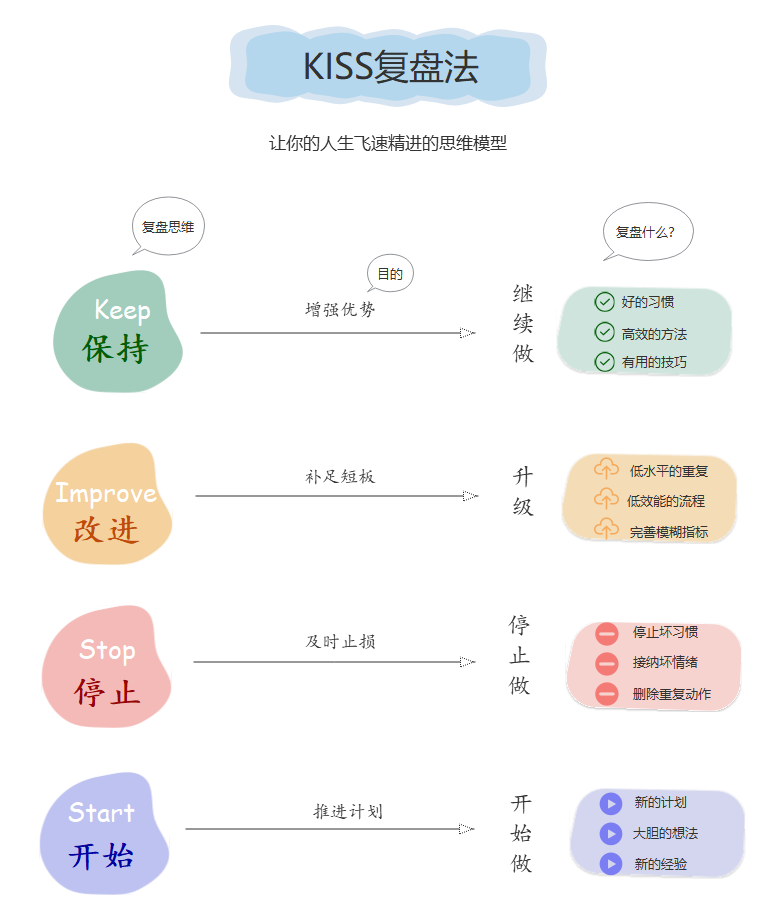 KISS复盘法
让你的人生飞速精进的思维模型
复盘思维
复盘什么?
目的
Keep
保持
增强优势
继续做
好的习惯
高效的方法
有用的技巧
Improve
改进
补足短板
升级
低水平的重复
低效能的流程
完善模糊指标
Stop
停止
及时止损
停止做
停止坏习惯
接纳坏情绪
删除重复动作
Start
开始
推进计划
开始做
新的计划
大胆的想法
新的经验